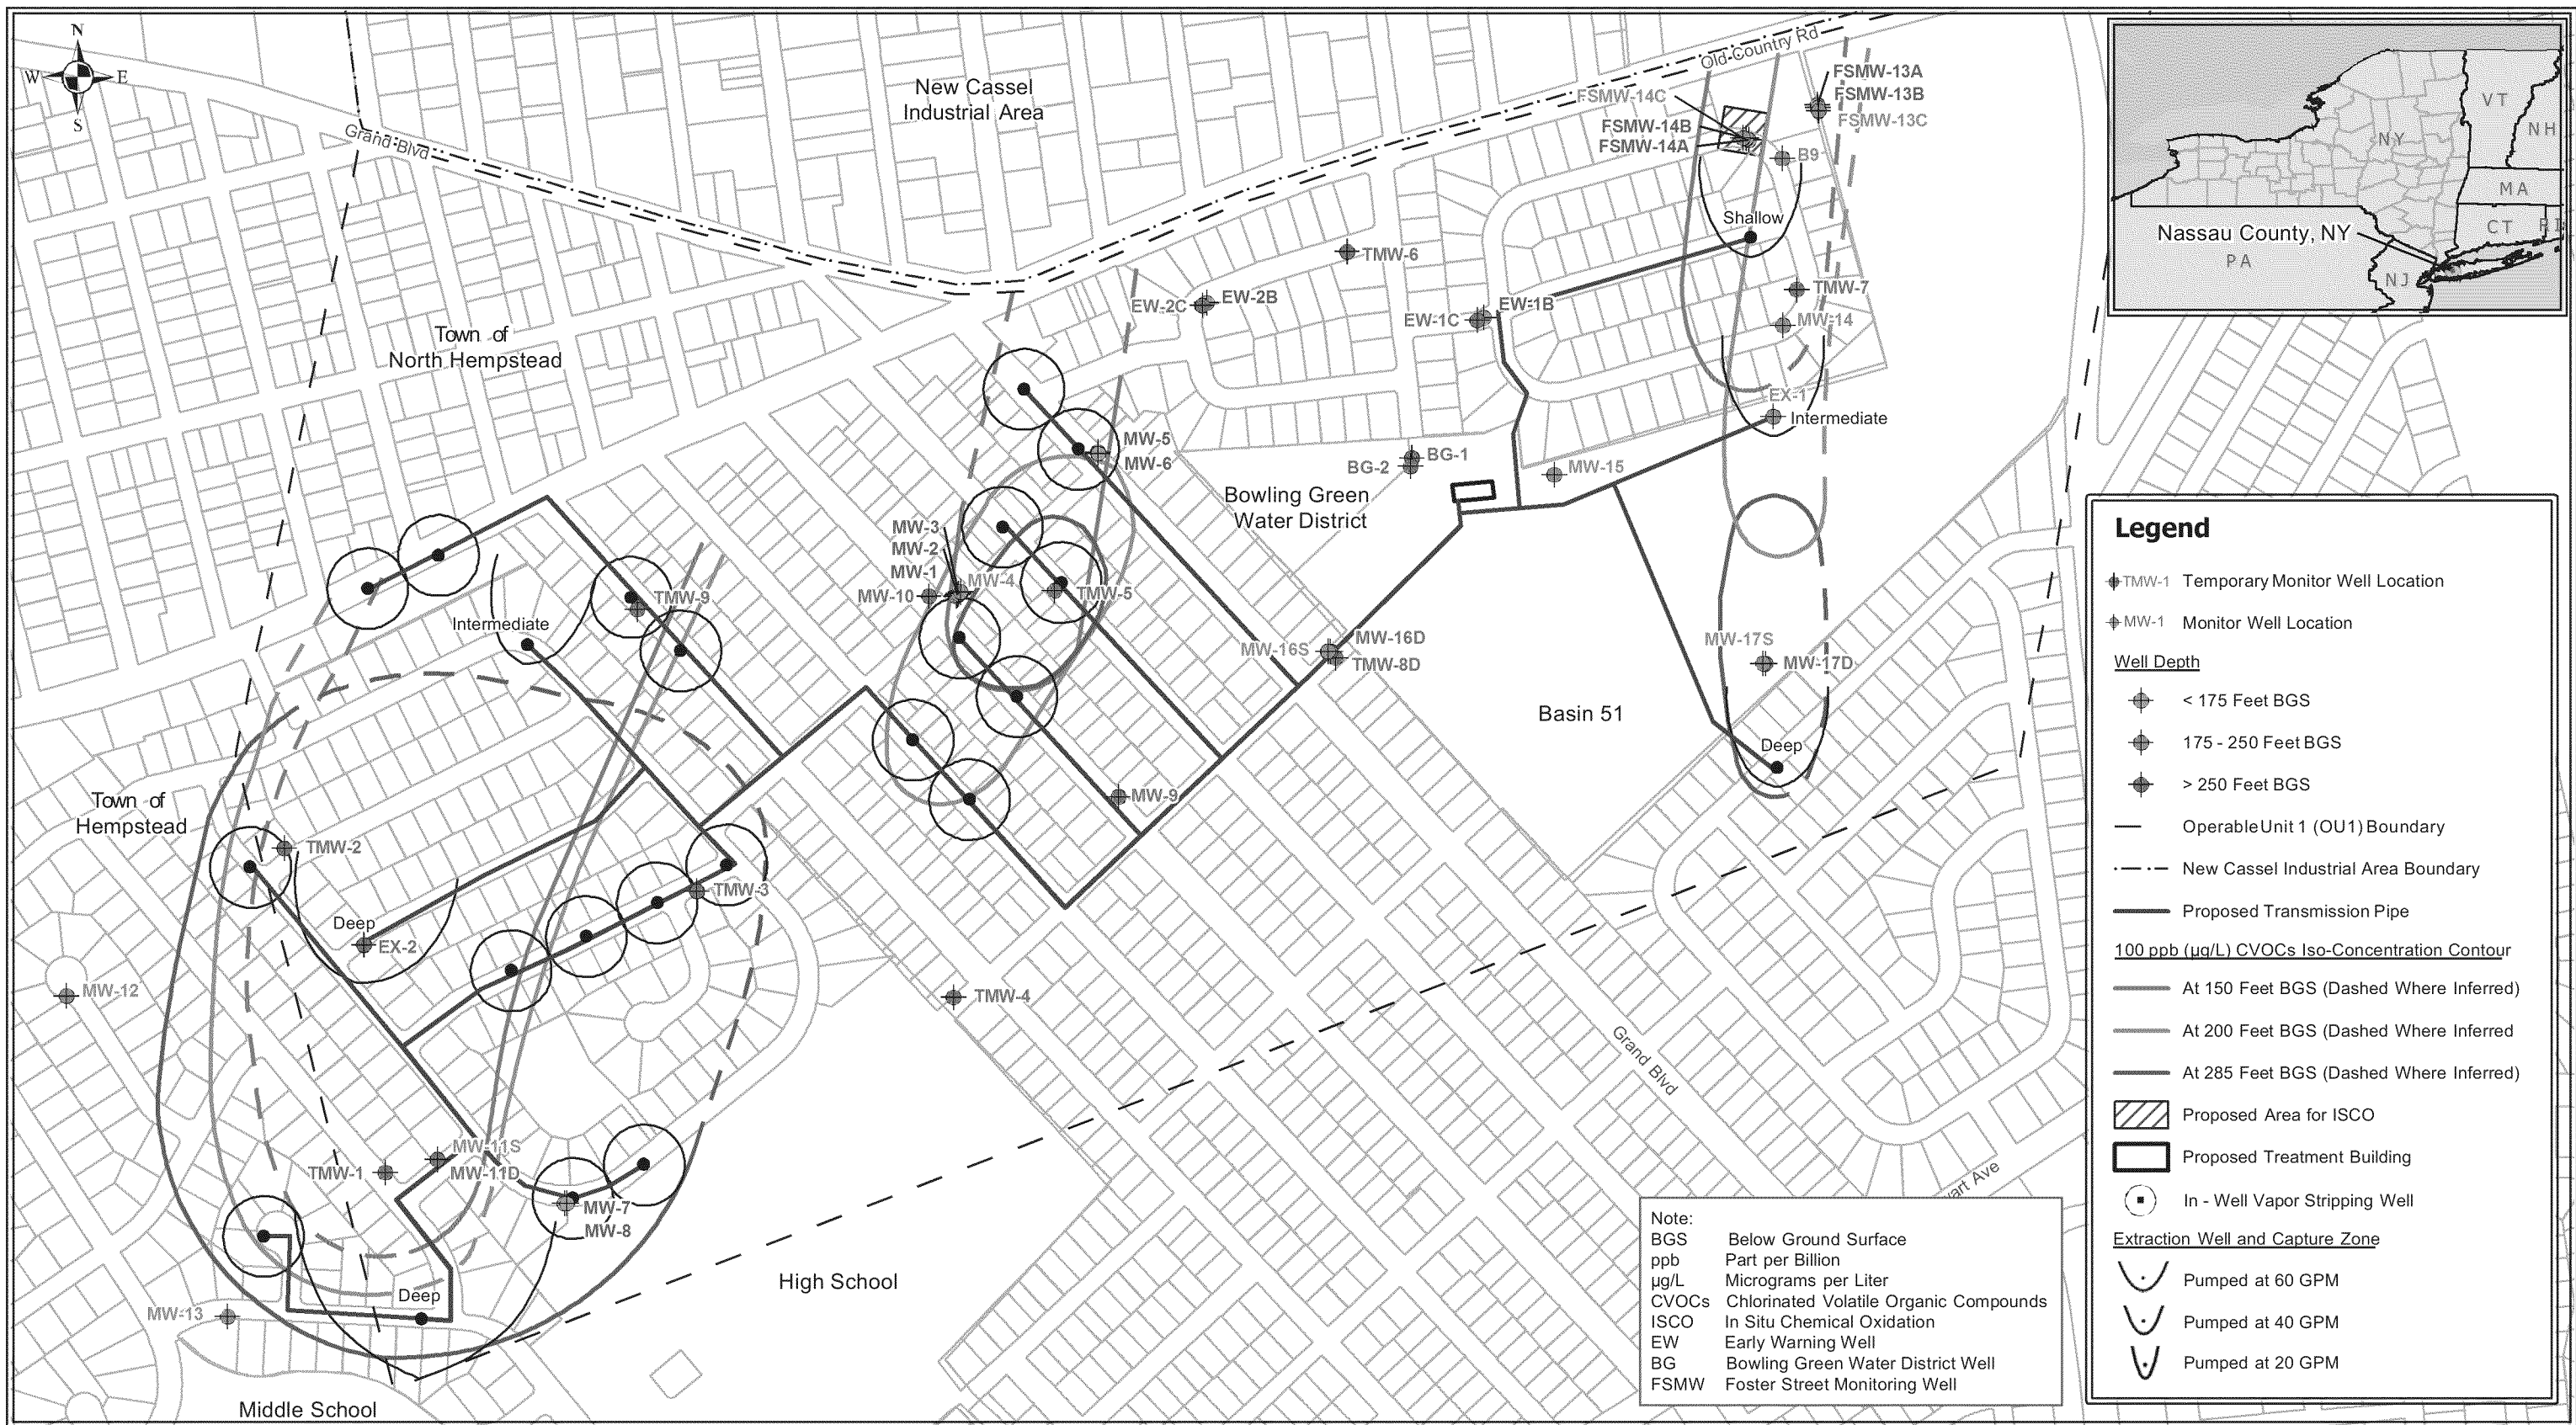 N
W
E
S
New Cassel
Industrial Area
Old Country Rd
Grand Blvd
FSMW-13A
FSMW-13B
FSMW-13C
FSMW-14C
FSMW-14B
FSMW-14A
B9
Shallow
TMW-6
TMW-7
MW-14
EW-2C
EW-2B
EW-1C
EW-1B
Town of
North Hempstead
EX-1
Intermediate
MW-5
MW-6
BG-1
BG-2
MW-15
Bowling Green
Water District
MW-3
MW-2
MW-1
MW-4
MW-10
TMW-5
TMW-9
Intermediate
MW-16S
MW-16D
TMW-8D
MW-17S
MW-17D
Basin 51
Deep
Town of
Hempstead
MW-9
TMW-2
TMW-3
Deep
EX-2
MW-12
TMW-4
Grand Blvd
MW-11S
MW-11D
TMW-1
MW-7
MW-8
High School
Deep
MW-13
Middle School
art Ave
VT
NH
NY
MA
CT
RI
Nassau County, NY
PA
NJ
Legend
TMW-1 Temporary Monitor Well Location
MW-1 Monitor Well Location
Well Depth
< 175 Feet BGS
175 - 250 Feet BGS
> 250 Feet BGS
Operable Unit 1 (OU1) Boundary
New Cassel Industrial Area Boundary
Proposed Transmission Pipe
100 ppb (µg/L) CVOCs Iso-Concentration Contour
At 150 Feet BGS (Dashed Where Inferred)
At 200 Feet BGS (Dashed Where Inferred
At 285 Feet BGS (Dashed Where Inferred)
Proposed Area for ISCO
Proposed Treatment Building
In - Well Vapor Stripping Well
Extraction Well and Capture Zone
Pumped at 60 GPM
Pumped at 40 GPM
Pumped at 20 GPM
Note:
BGS Below Ground Surface
ppb Part per Billion
µg/L Micrograms per Liter
CVOCs Chlorinated Volatile Organic Compounds
ISCO In Situ Chemical Oxidation
EW Early Warning Well
BG Bowling Green Water District Well
FSMW Foster Street Monitoring Well